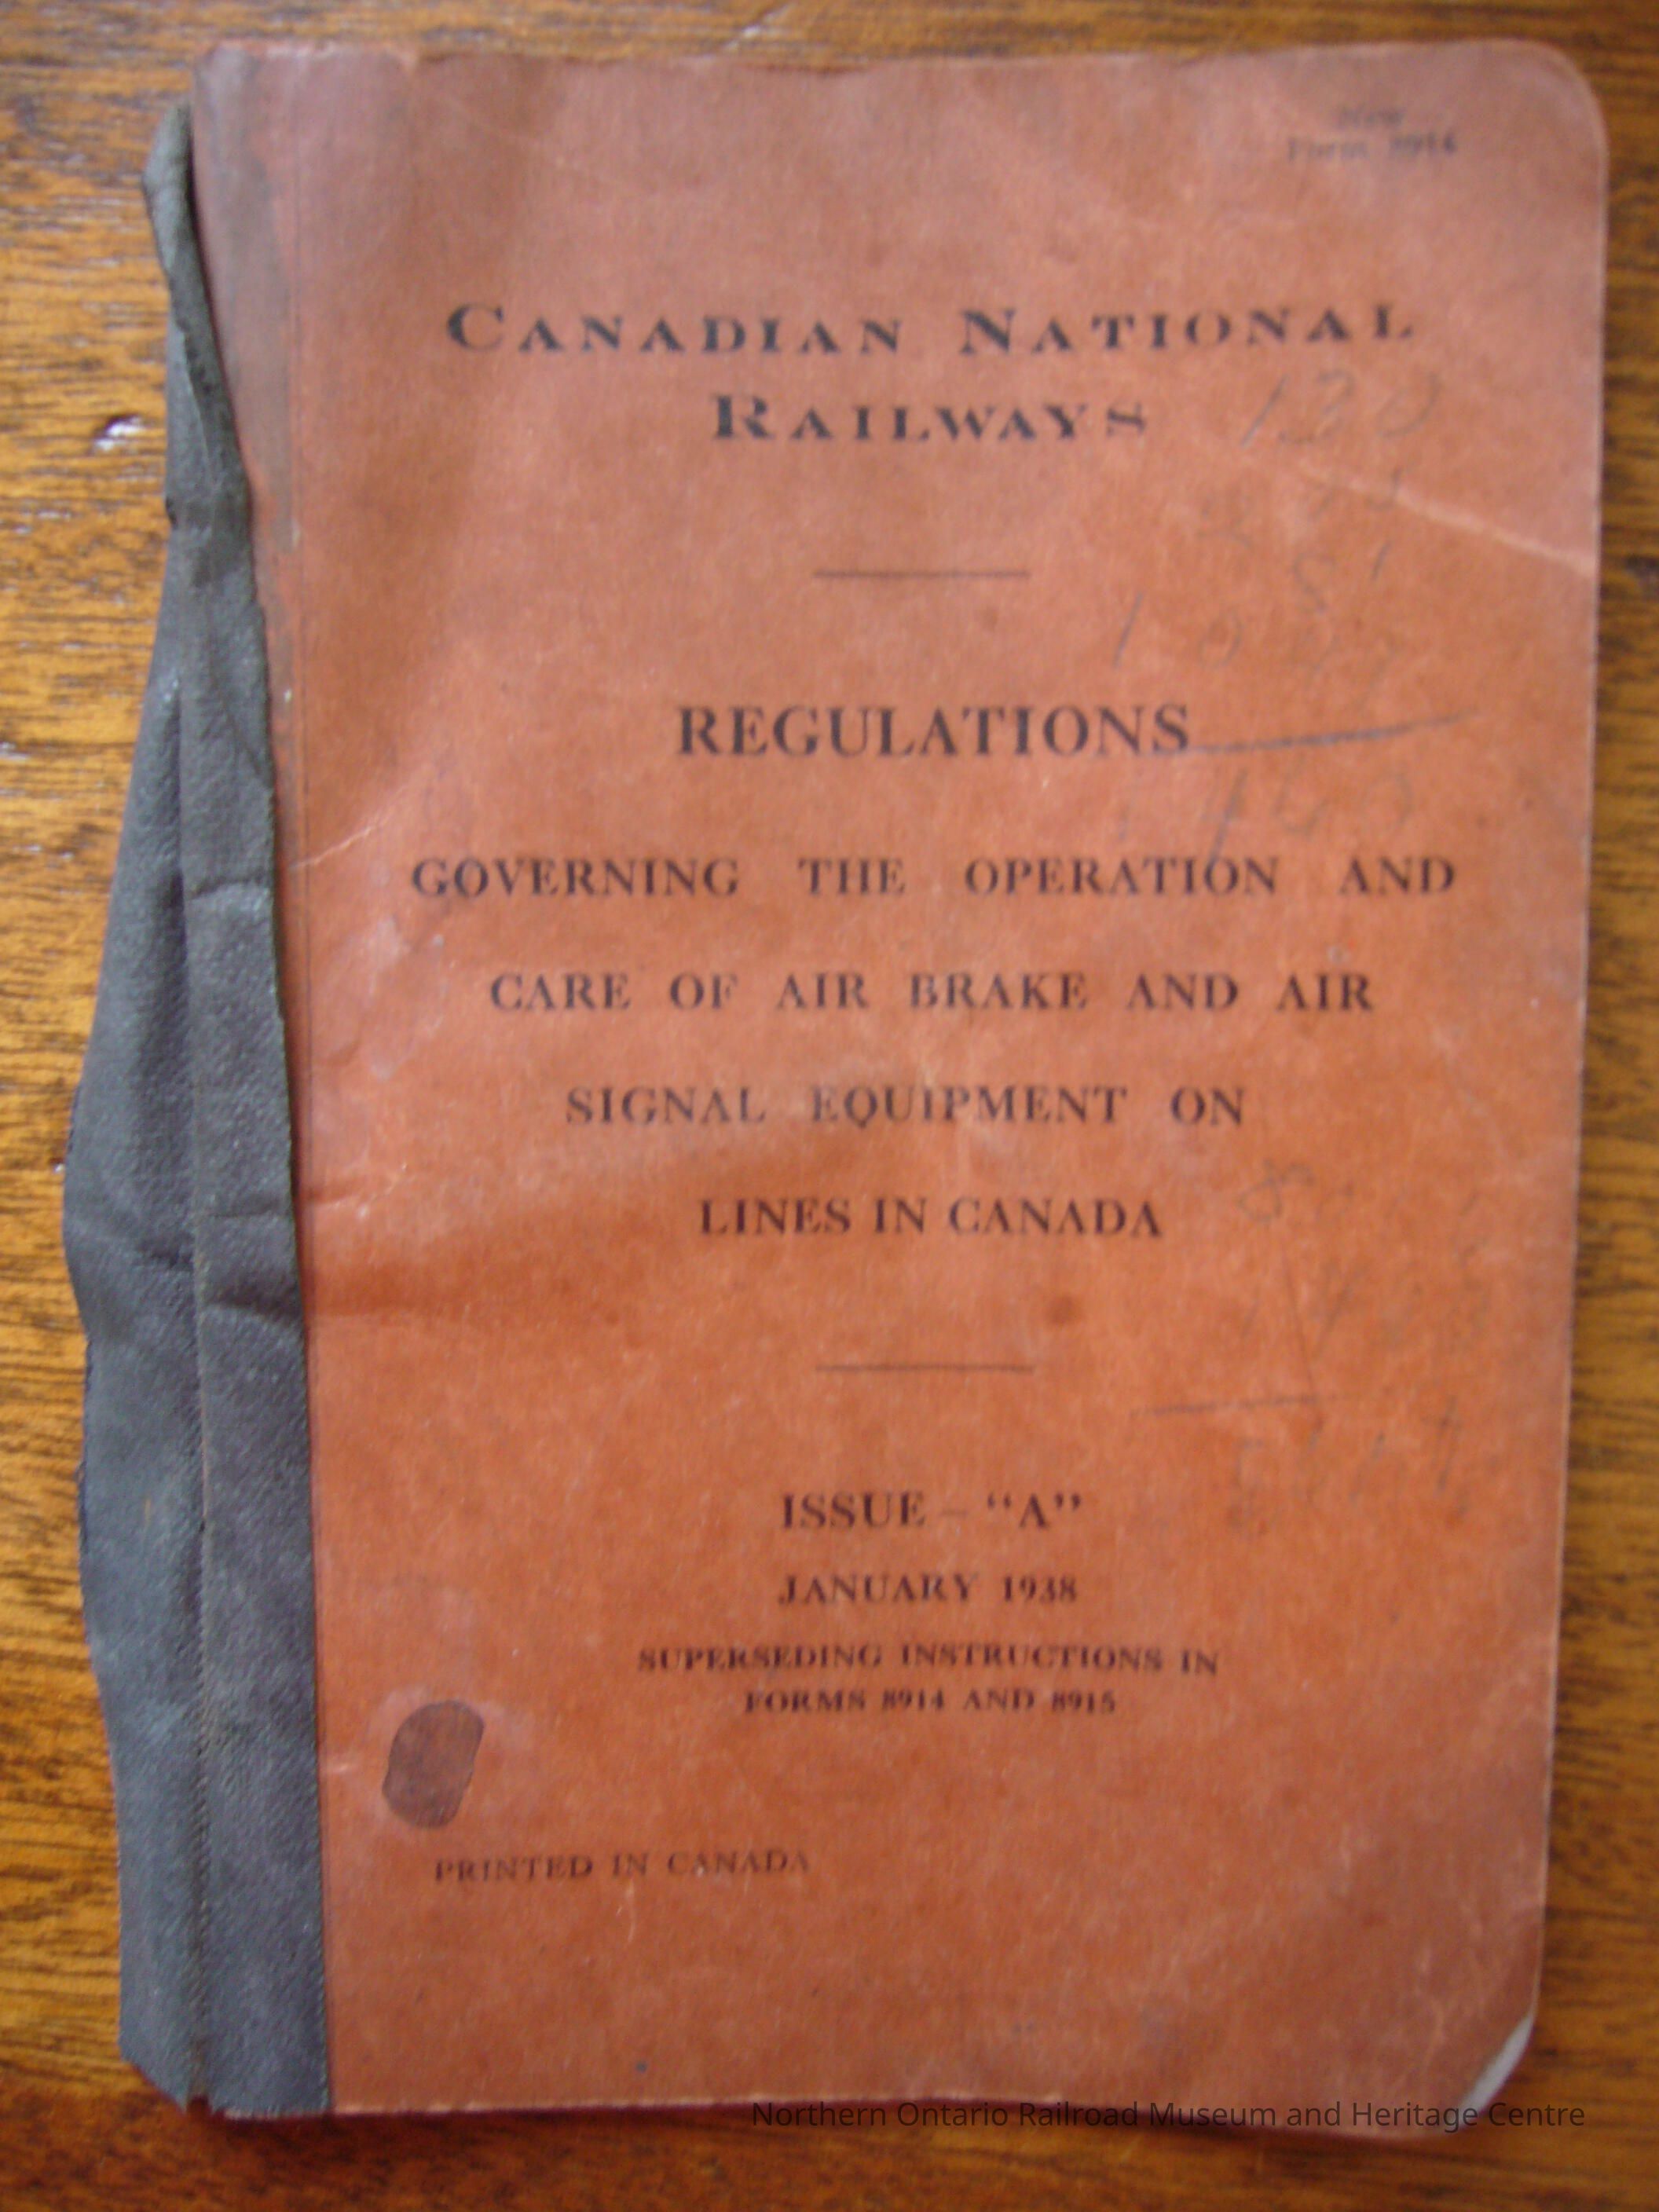 New
Form 8914
CANADIAN NATIONAL
RAILWAYS
130
REGULATIONS
GOVERNING THE OPERATION AND
CARE OF AIR BRAKE AND AIR
SIGNAL EQUIPMENT ON
LINES IN CANADA
ISSUE – “A”
JANUARY 1938
SUPERSEDING INSTRUCTIONS IN
FORMS 8914 AND 8915
PRINTED IN CANADA
Northern Ontario Railroad Museum and Heritage Centre